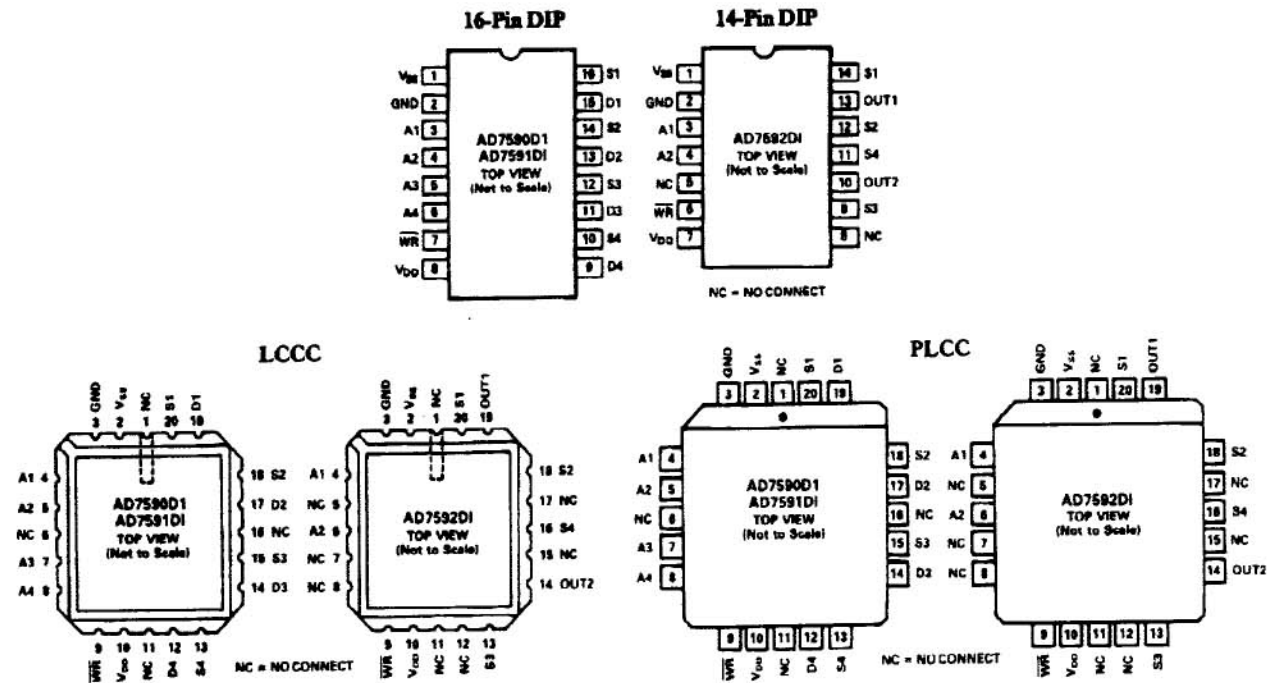 16-Pin DIP
VSS 1
GND 2
A1 3
A2 4
A3 5
A4 6
WR 7
VDD 8
AD7590D1
AD7591DI
TOP VIEW
(Not to Scale)
16 S1
15 D1
14 S2
13 D2
12 S3
11 D3
10 S4
9 D4
14-Pin DIP
VSS 1
GND 2
A1 3
A2 4
NC 5
WR 6
VDD 7
AD7592DI
TOP VIEW
(Not to Scale)
14 S1
13 OUT1
12 S2
11 S4
10 OUT2
9 S3
8 NC
NC = NO CONNECT
LCCC
GND VSS NC S1 D1
3 2 1 20 19
A1 4
A2 5
NC 6
A3 7
A4 8
AD7590D1
AD7591DI
TOP VIEW
(Not to Scale)
18 S2
17 D2
16 NC
15 S3
14 D3
9 10 11 12 13
WR VDD NC D4 S4
NC = NO CONNECT
GND VSS NC S1 OUT1
3 2 1 20 19
A1 4
NC 5
A2 6
NC 7
NC 8
AD7592DI
TOP VIEW
(Not to Scale)
18 S2
17 NC
16 S4
15 NC
14 OUT2
9 10 11 12 13
WR VDD NC NC S3
PLCC
GND VSS NC S1 D1
3 2 1 20 19
A1 4
A2 5
NC 6
A3 7
A4 8
AD7590D1
AD7591DI
TOP VIEW
(Not to Scale)
18 S2
17 D2
16 NC
15 S3
14 D3
9 10 11 12 13
WR VDD NC D4 S4
NC = NO CONNECT
GND VSS NC S1 OUT1
3 2 1 20 19
A1 4
NC 5
A2 6
NC 7
NC 8
AD7592DI
TOP VIEW
(Not to Scale)
18 S2
17 NC
16 S4
15 NC
14 OUT2
9 10 11 12 13
WR VDD NC NC S3